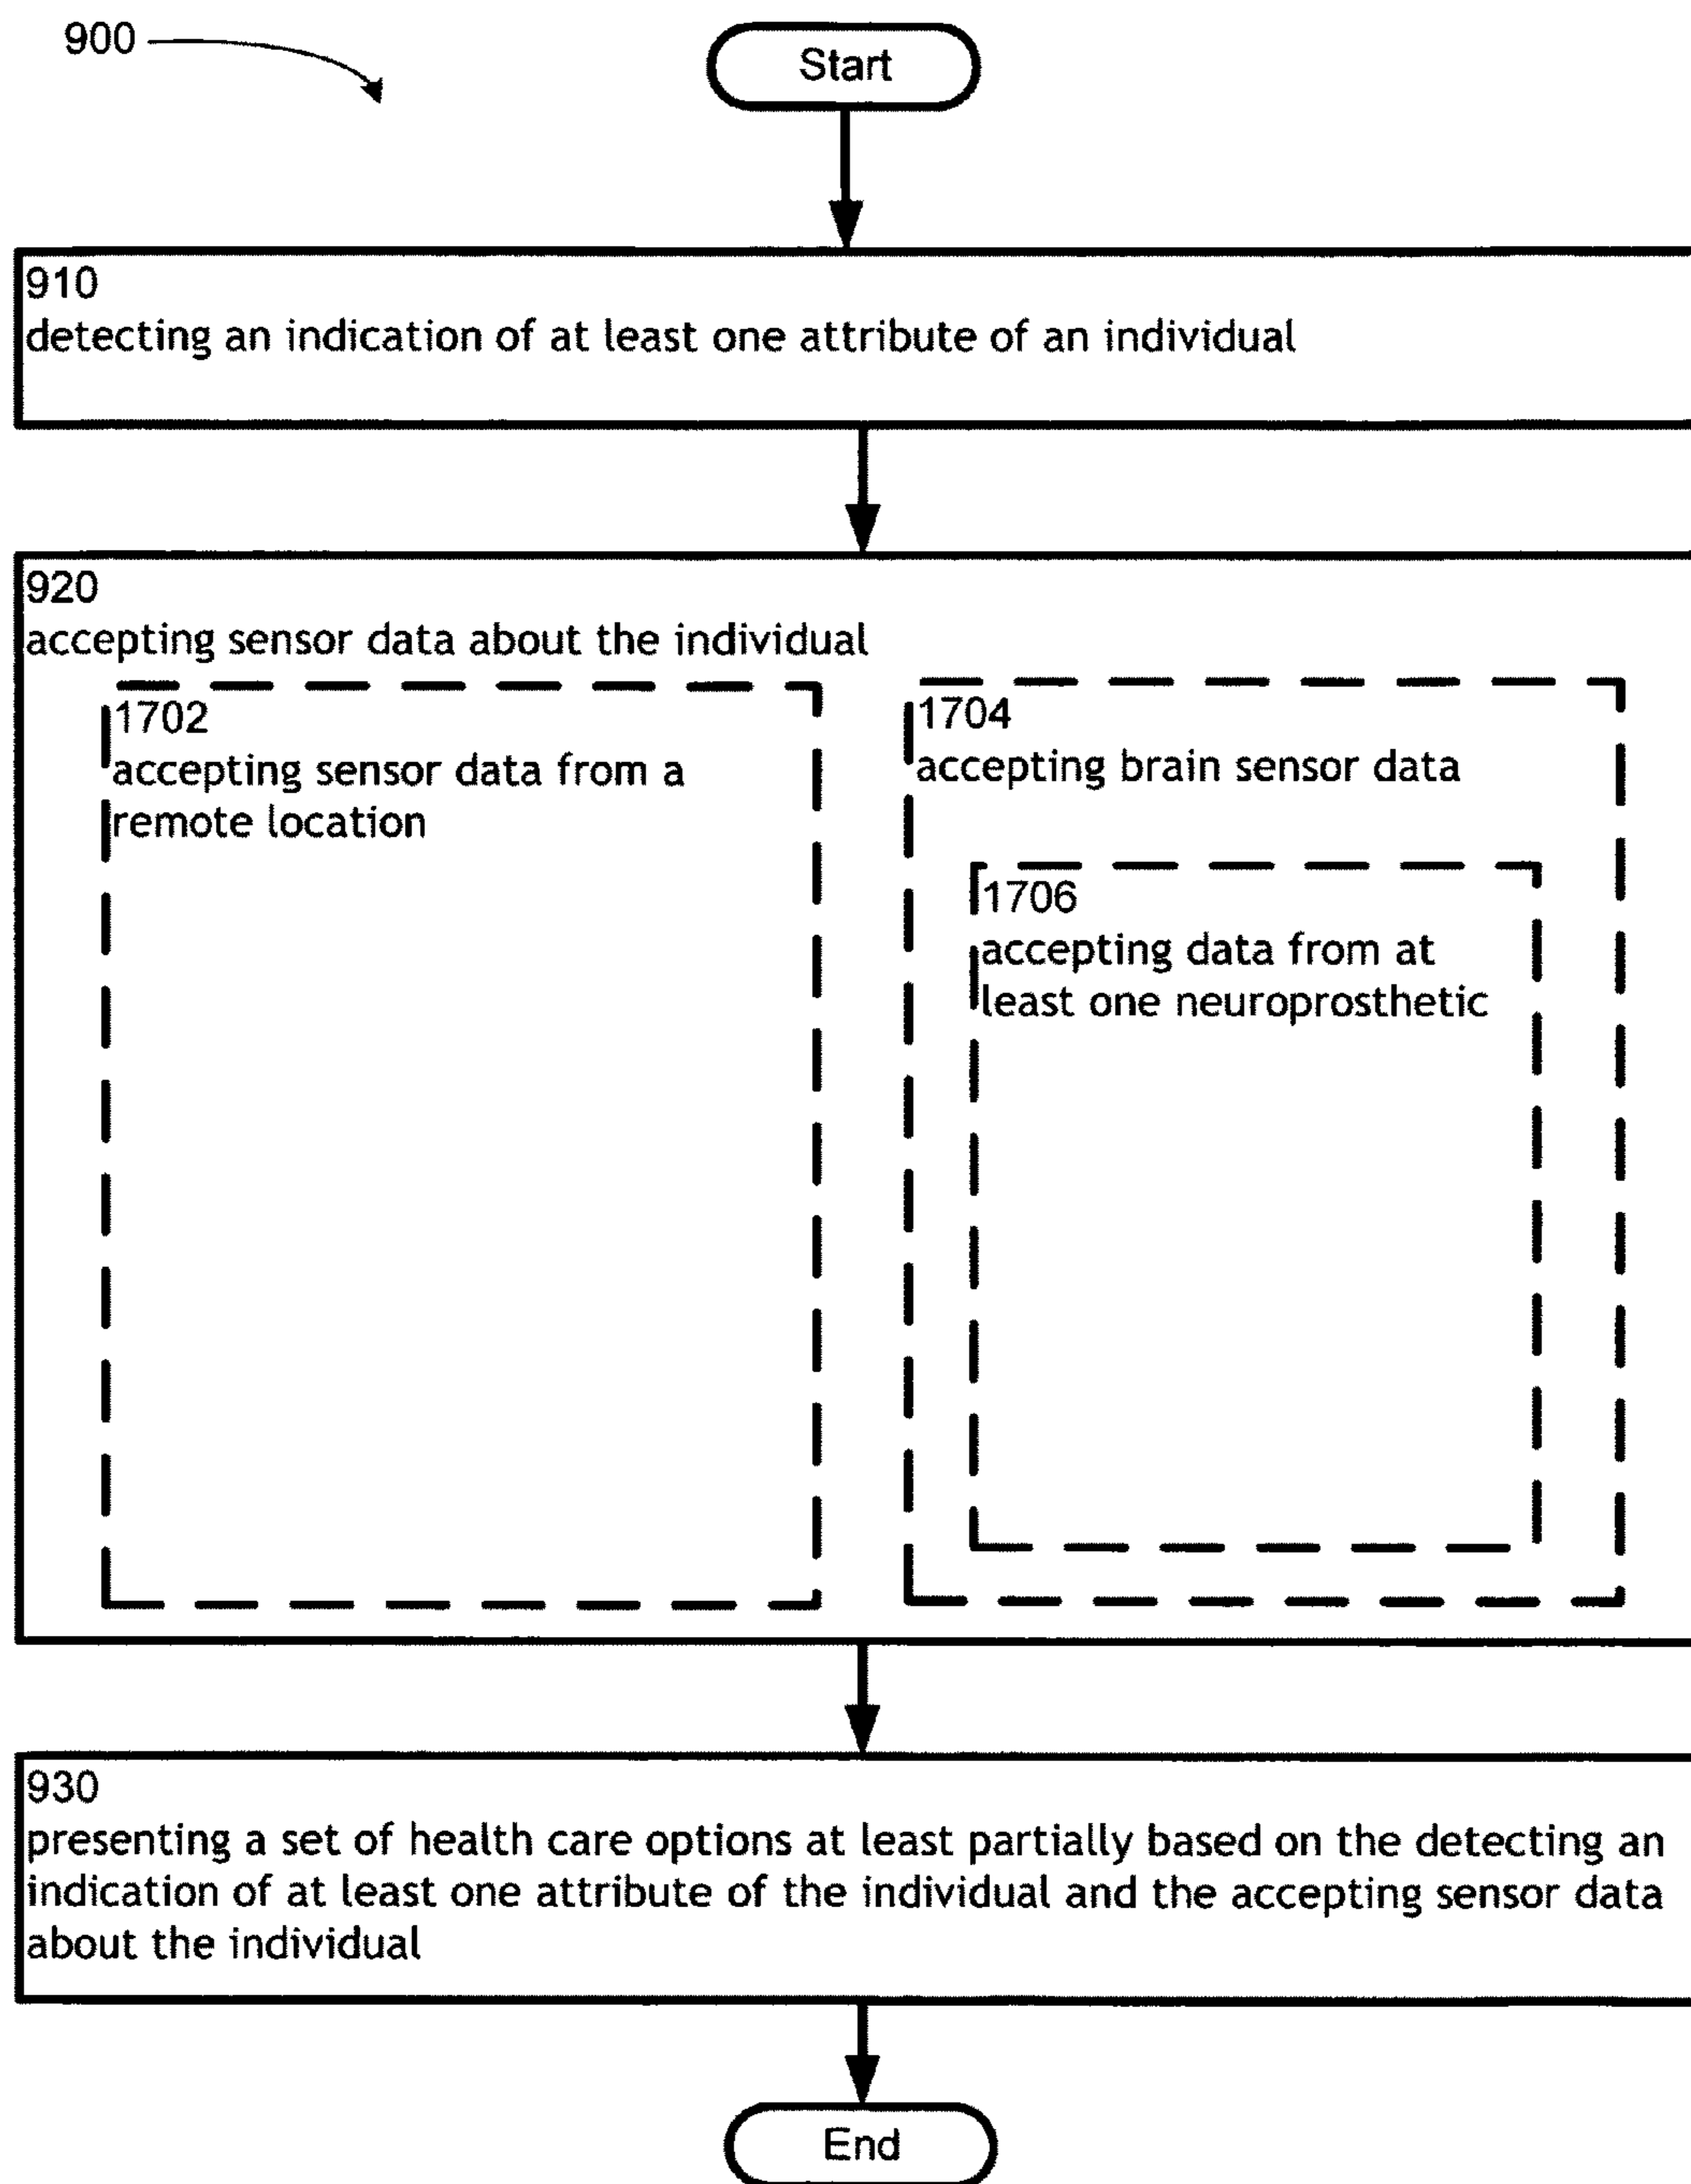 900
Start
910
detecting an indication of at least one attribute of an individual
920
accepting sensor data about the individual
1702
accepting sensor data from a
remote location
1704
accepting brain sensor data
1706
accepting data from at
least one neuroprosthetic
930
presenting a set of health care options at least partially based on the detecting an
indication of at least one attribute of the individual and the accepting sensor data
about the individual
End